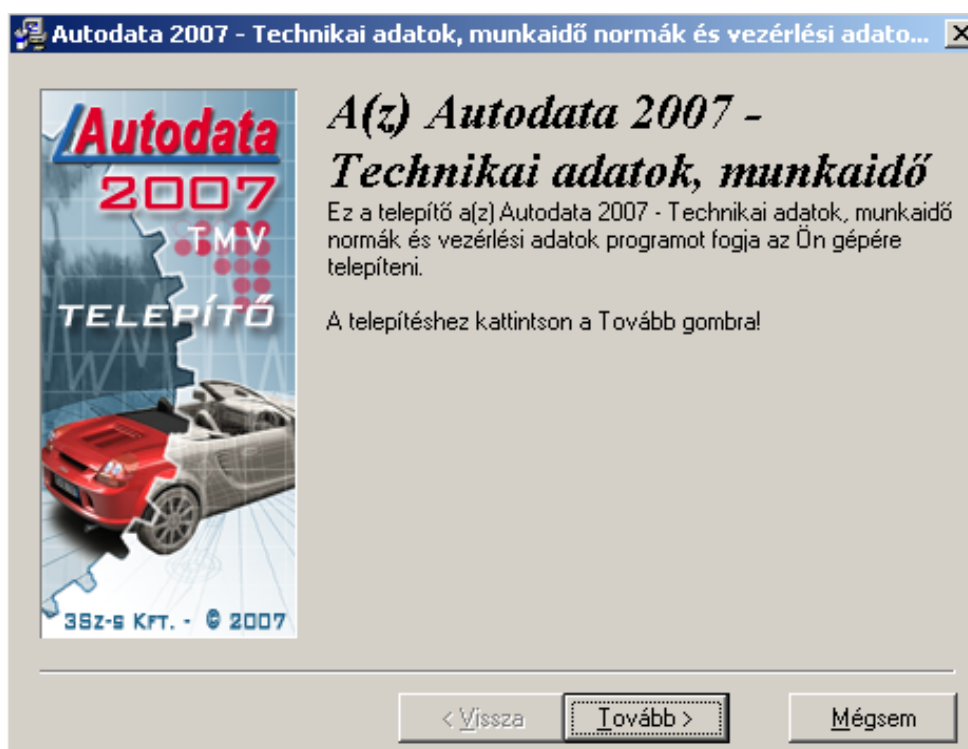 Autodata 2007 - Technikai adatok, munkaidő normák és vezérlési adato...
Autodata
2007
TMV
TELEPÍTŐ
3Sz-s Kft. - © 2007
A(z) Autodata 2007 -
Technikai adatok, munkaidő
Ez a telepítő a(z) Autodata 2007 - Technikai adatok, munkaidő
normák és vezérlési adatok programot fogja az Ön gépére
telepíteni.
A telepítéshez kattintson a Tovább gombra!
< Vissza
Tovább >
Mégsem